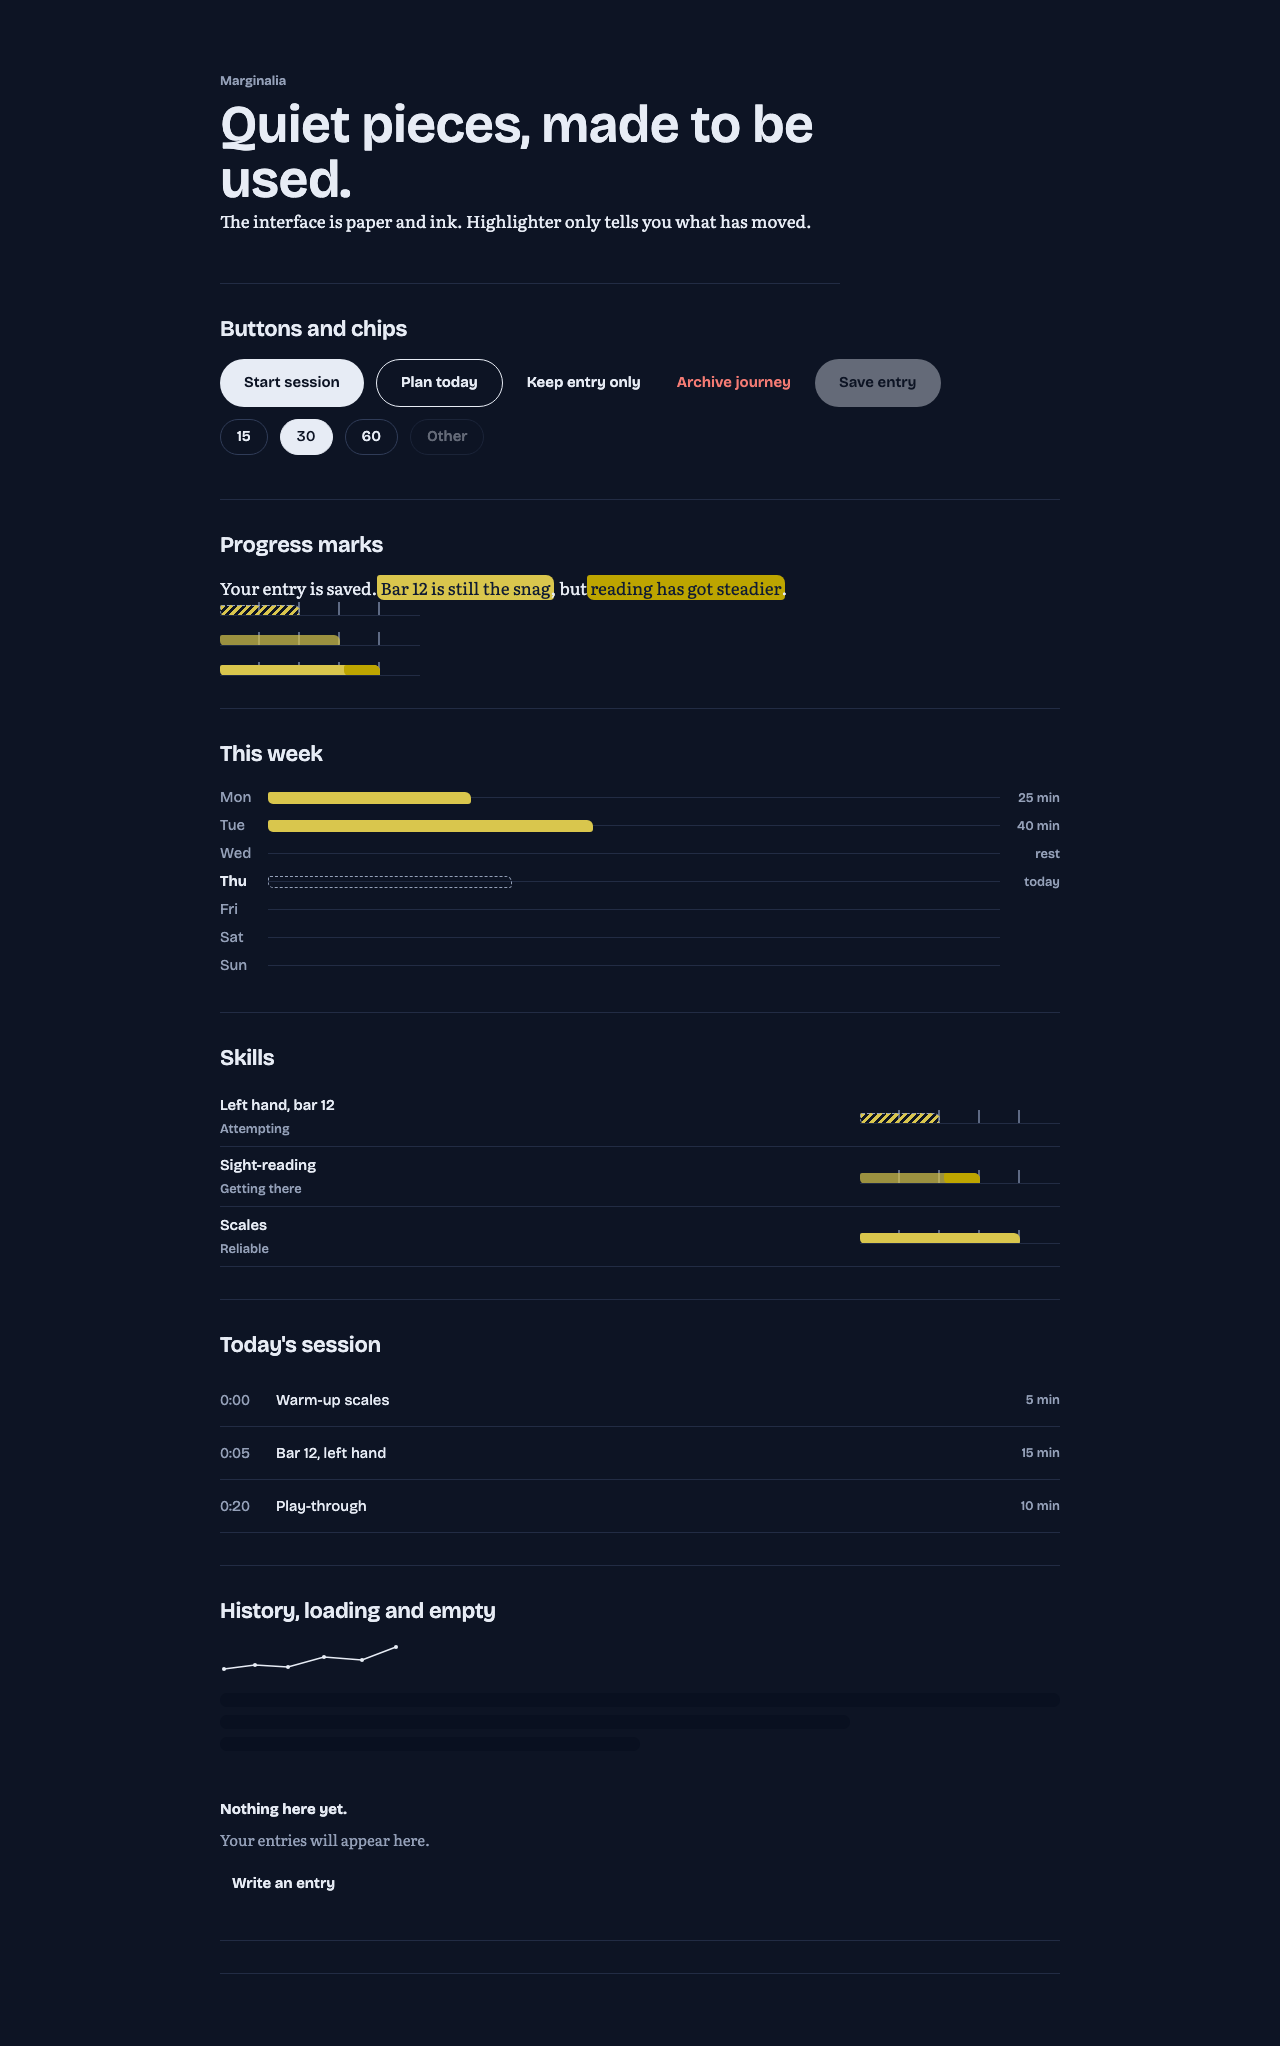 Marginalia
Quiet pieces, made to be
used.
The interface is paper and ink. Highlighter only tells you what has moved.
Buttons and chips
Start session Plan today Keep entry only Archive journey Save entry
15 30 60 Other
Progress marks
Your entry is saved. Bar 12 is still the snag, but reading has got steadier.
This week
Mon 25 min
Tue 40 min
Wed rest
Thu today
Fri
Sat
Sun
Skills
Left hand, bar 12
Attempting
Sight-reading
Getting there
Scales
Reliable
Today's session
0:00 Warm-up scales 5 min
0:05 Bar 12, left hand 15 min
0:20 Play-through 10 min
History, loading and empty
Nothing here yet.
Your entries will appear here.
Write an entry